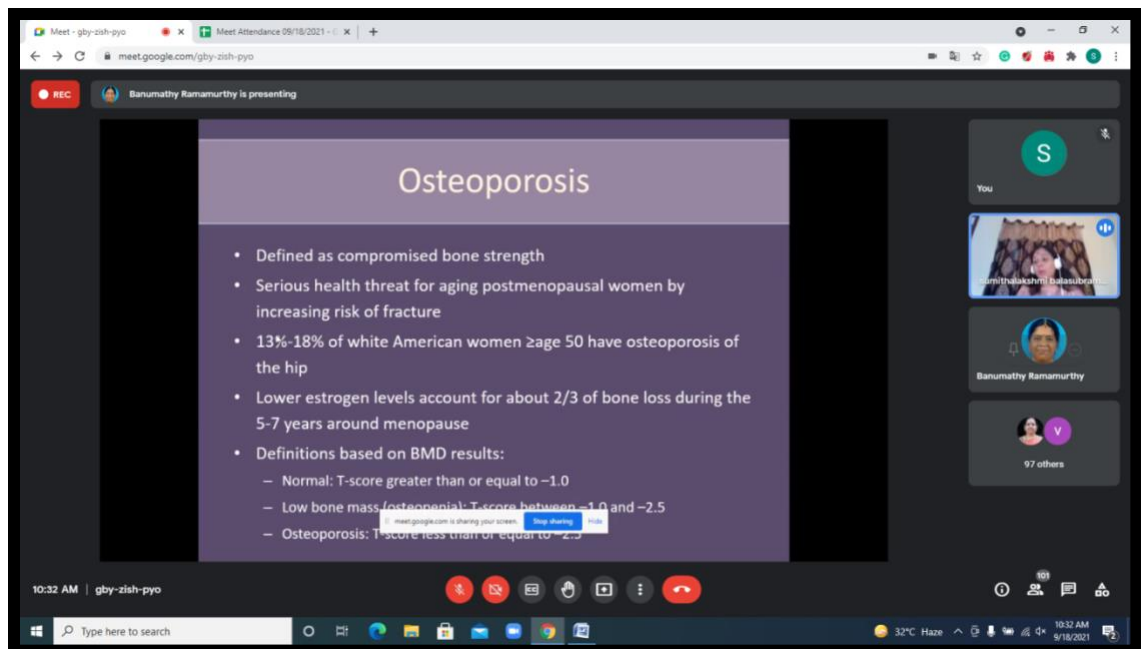 Meet - gby-zish-pyo
Meet Attendance 09/18/2021 -
meet.google.com/gby-zish-pyo
S
REC
Banumathy Ramamurthy is presenting
Osteoporosis
• Defined as compromised bone strength
• Serious health threat for aging postmenopausal women by
increasing risk of fracture
• 13%-18% of white American women ≥age 50 have osteoporosis of
the hip
• Lower estrogen levels account for about 2/3 of bone loss during the
5-7 years around menopause
• Definitions based on BMD results:
– Normal: T-score greater than or equal to –1.0
– Low bone mass (osteopenia): T-score between –1.0 and –2.5
– Osteoporosis: T-score less than or equal to –2.5
meet.google.com is sharing your screen. Stop sharing Hide
S
You
Banumathy Ramamurthy
V
97 others
10:32 AM | gby-zish-pyo
101
Type here to search
32°C Haze
10:32 AM
9/18/2021
2